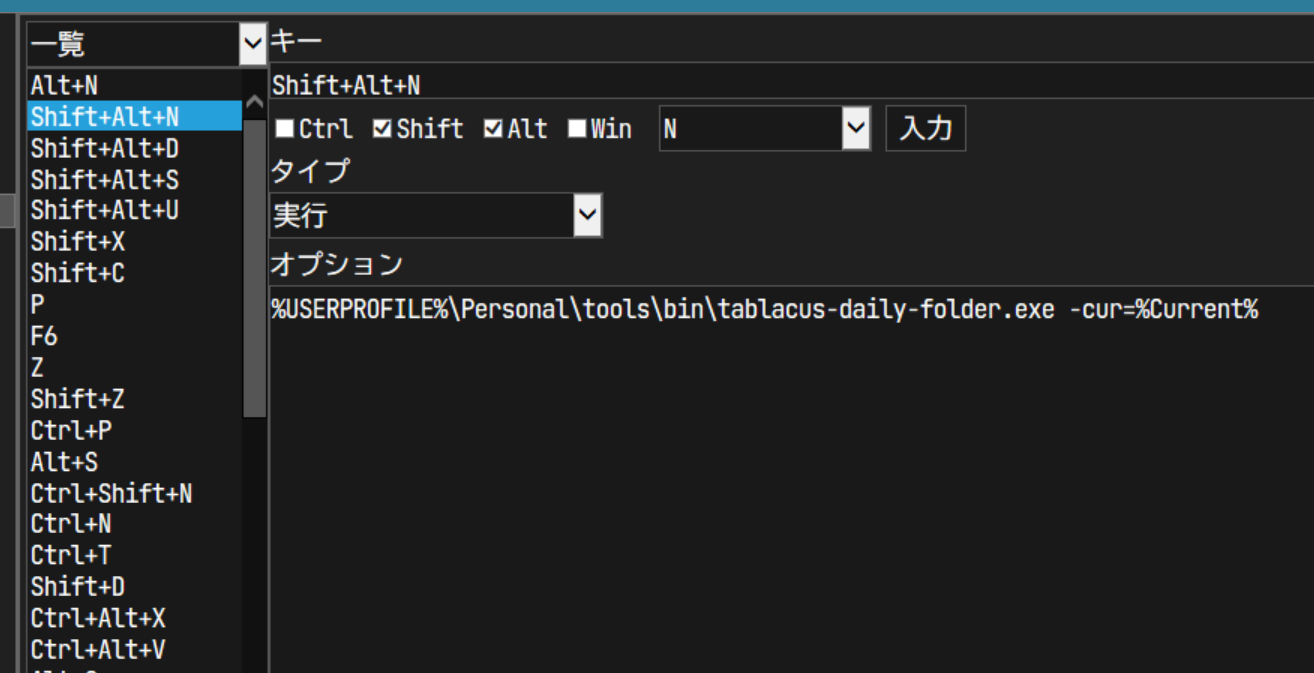 一覧
Alt+N
Shift+Alt+N
Shift+Alt+D
Shift+Alt+S
Shift+Alt+U
Shift+X
Shift+C
P
F6
Z
Shift+Z
Ctrl+P
Alt+S
Ctrl+Shift+N
Ctrl+N
Ctrl+T
Shift+D
Ctrl+Alt+X
Ctrl+Alt+V
キー
Shift+Alt+N
Ctrl Shift Alt Win N 入力
タイプ
実行
オプション
%USERPROFILE%\Personal\tools\bin\tablacus-daily-folder.exe -cur=%Current%